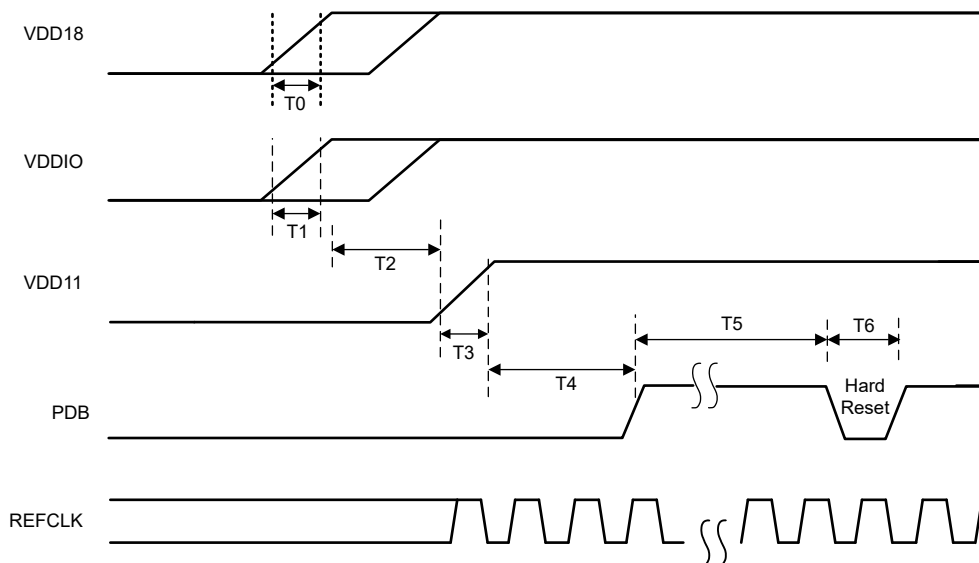 VDD18
T0
VDDIO
T1
T2
VDD11
T3
T5
T6
T4
Hard
Reset
PDB
REFCLK